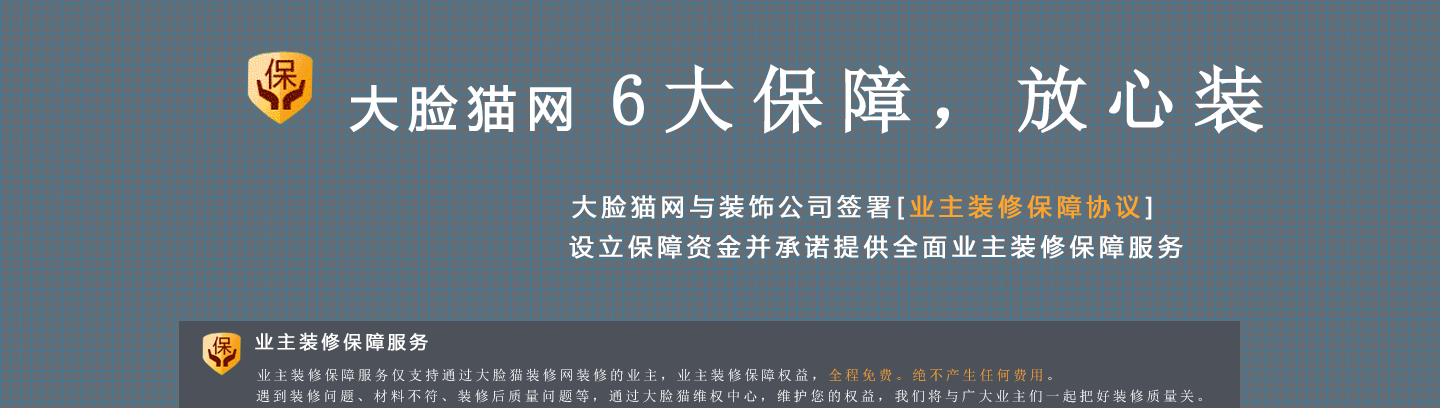 保
大脸猫网 6大保障，放心装
大脸猫网与装饰公司签署[业主装修保障协议]
设立保障资金并承诺提供全面业主装修保障服务
保
业主装修保障服务
业主装修保障服务仅支持通过大脸猫装修网装修的业主，业主装修保障权益，全程免费。绝不产生任何费用。
遇到装修问题、材料不符、装修后质量问题等，通过大脸猫维权中心，维护您的权益，我们将与广大业主们一起把好装修质量关。